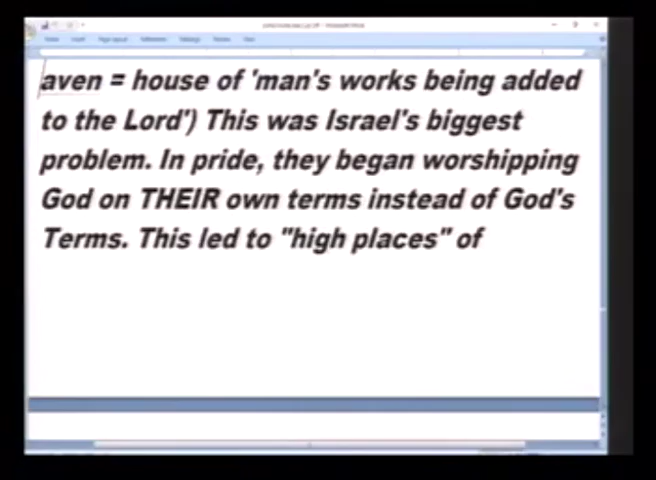 aven = house of 'man's works being added
to the Lord') This was Israel's biggest
problem. In pride, they began worshipping
God on THEIR own terms instead of God's
Terms. This led to "high places" of